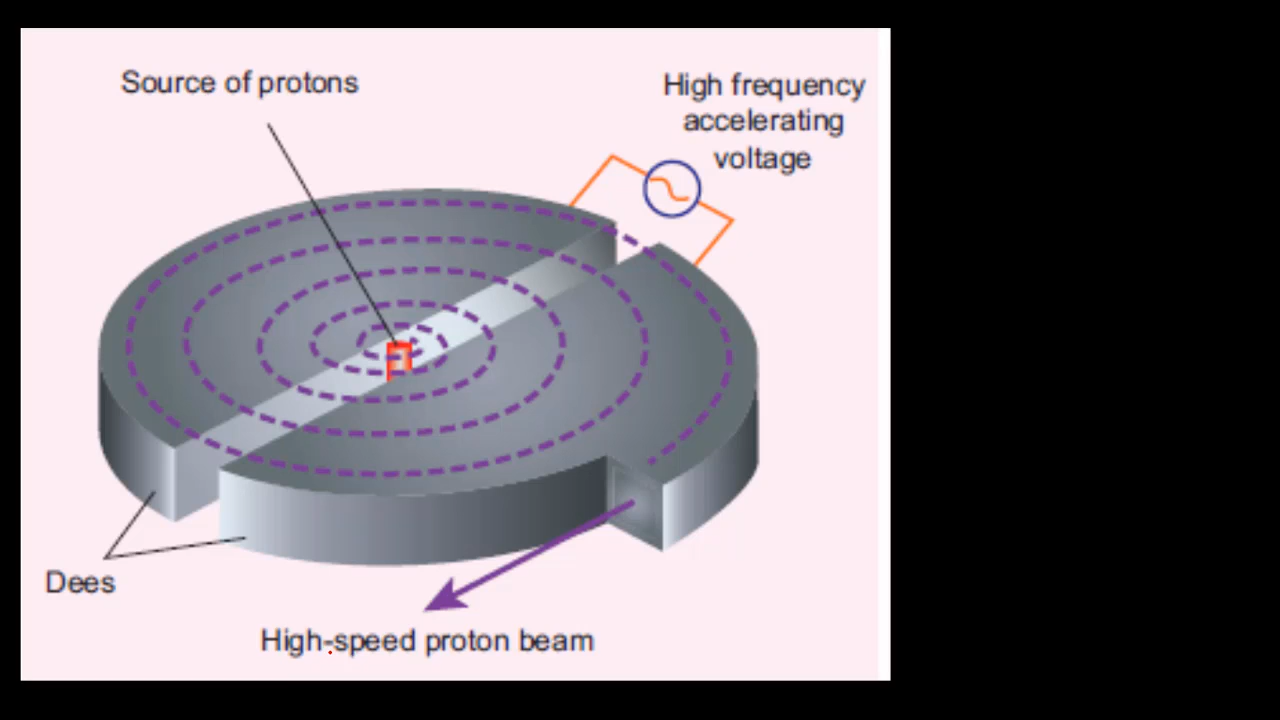 Source of protons
High frequency
accelerating
voltage
Dees
High-speed proton beam